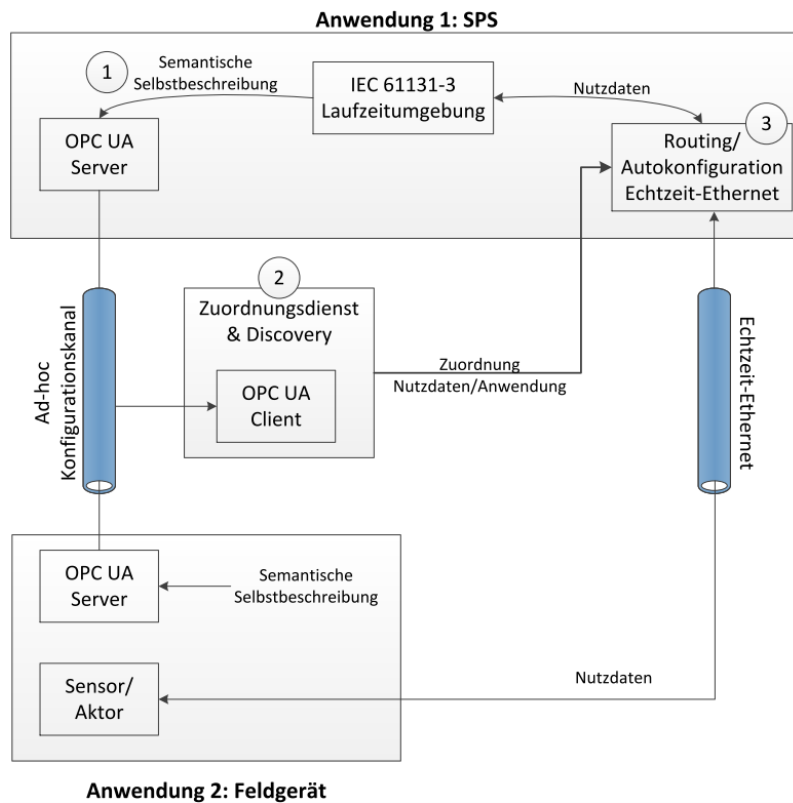 Anwendung 1: SPS
1
Semantische
Selbstbeschreibung
IEC 61131-3
Laufzeitumgebung
Nutzdaten
3
OPC UA
Server
Routing/
Autokonfiguration
Echtzeit-Ethernet
2
Zuordnungsdienst
& Discovery
OPC UA
Client
Zuordnung
Nutzdaten/Anwendung
Ad-hoc
Konfigurationskanal
Echtzeit-Ethernet
OPC UA
Server
Semantische
Selbstbeschreibung
Sensor/
Aktor
Nutzdaten
Anwendung 2: Feldgerät